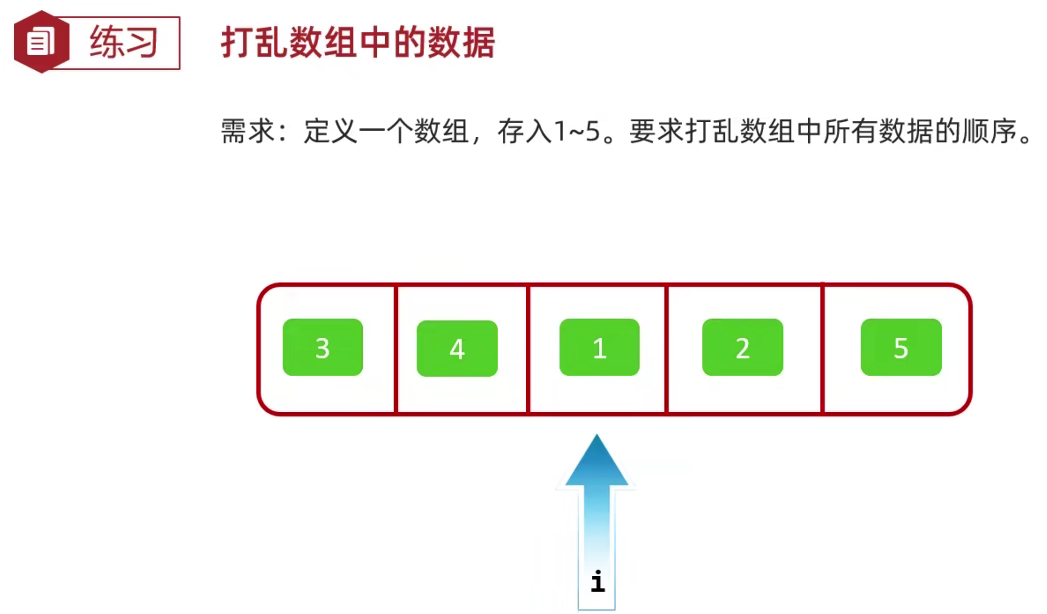 练习
打乱数组中的数据
需求：定义一个数组，存入1~5。要求打乱数组中所有数据的顺序。
3 4 1 2 5
i